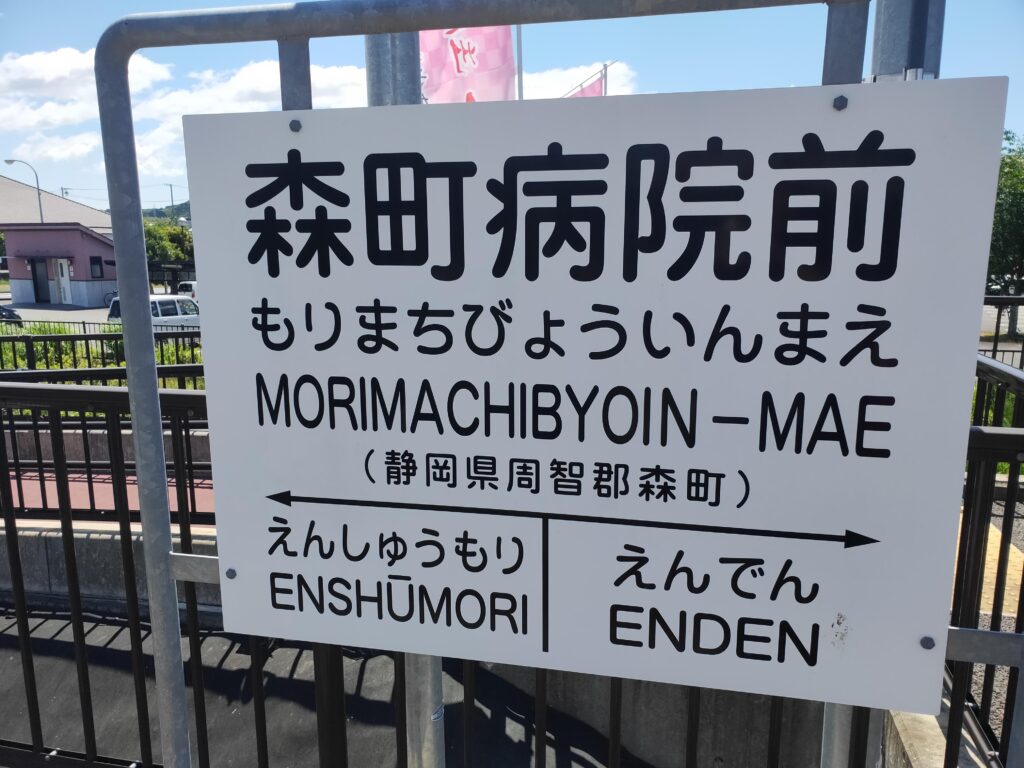 森町病院前
もりまちびょういんまえ
MORIMACHIBYOIN－MAE
（静岡県周智郡森町）
えんしゅうもり
ENSHŪMORI
えんでん
ENDEN